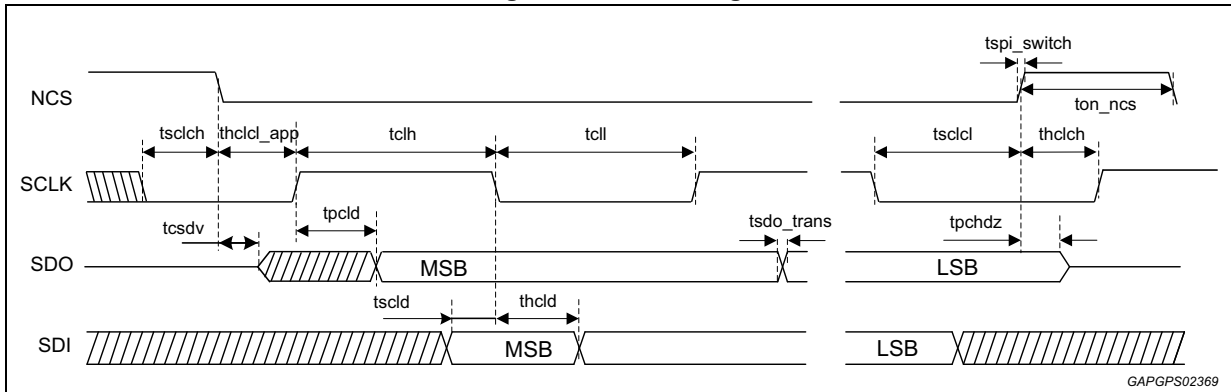 tspi_switch
NCS
ton_ncs
tsclch thclcl_app tclh tcll tsclcl thclch
SCLK
tpcld
tcsdv
tsdo_trans
tpchdz
SDO
MSB
LSB
tscld thcld
SDI
MSB
LSB
GAPGPS02369